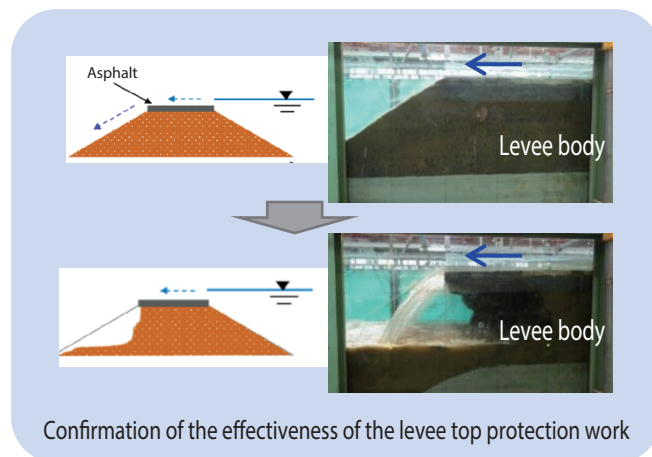 Asphalt
Levee body
Levee body
Confirmation of the effectiveness of the levee top protection work